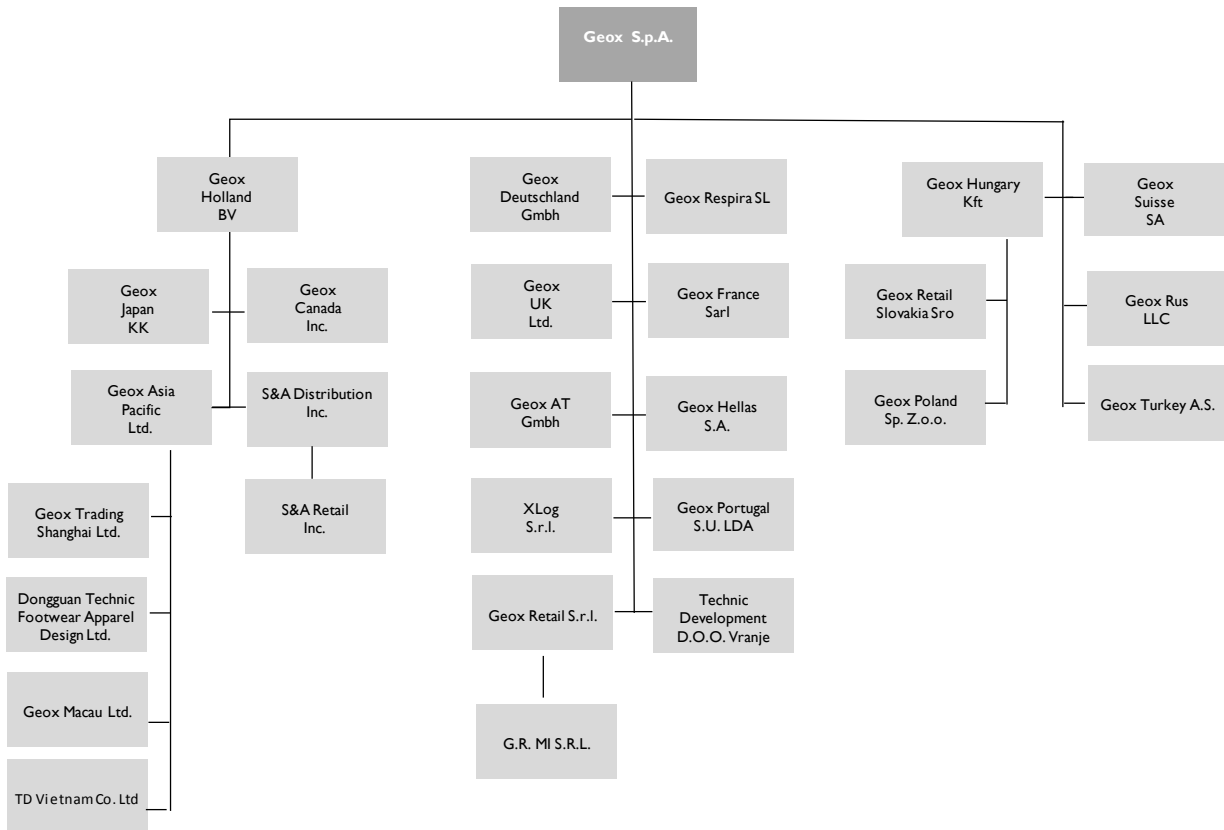 Geox S.p.A.
Geox
Holland
BV
Geox
Deutschland
Gmbh
Geox Respira SL
Geox Hungary
Kft
Geox
Suisse
SA
Geox
Japan
KK
Geox
Canada
Inc.
Geox
UK
Ltd.
Geox France
Sarl
Geox Retail
Slovakia Sro
Geox Rus
LLC
Geox Asia
Pacific
Ltd.
S&A Distribution
Inc.
Geox AT
Gmbh
Geox Hellas
S.A.
Geox Poland
Sp. Z.o.o.
Geox Turkey A.S.
Geox Trading
Shanghai Ltd.
S&A Retail
Inc.
XLog
S.r.l.
Geox Portugal
S.U. LDA
Dongguan Technic
Footwear Apparel
Design Ltd.
Geox Retail S.r.l.
Technic
Development
D.O.O. Vranje
Geox Macau Ltd.
G.R. MI S.R.L.
TD Vietnam Co. Ltd